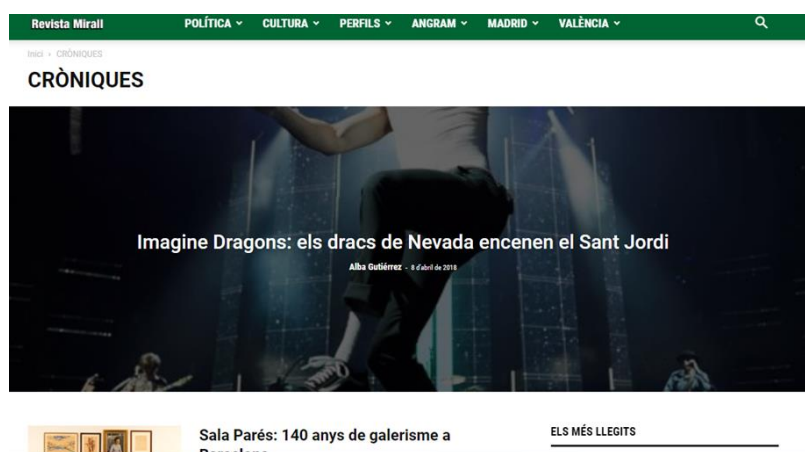 Revista Mirall
POLÍTICA
CULTURA
PERFILS
ANGRAM
MADRID
VALÈNCIA
Inici
CRÒNIQUES
CRÒNIQUES
Imagine Dragons: els dracs de Nevada encenen el Sant Jordi
Alba Gutiérrez - 8 d'abril de 2018
Sala Parés: 140 anys de galerisme a
ELS MÉS LLEGITS